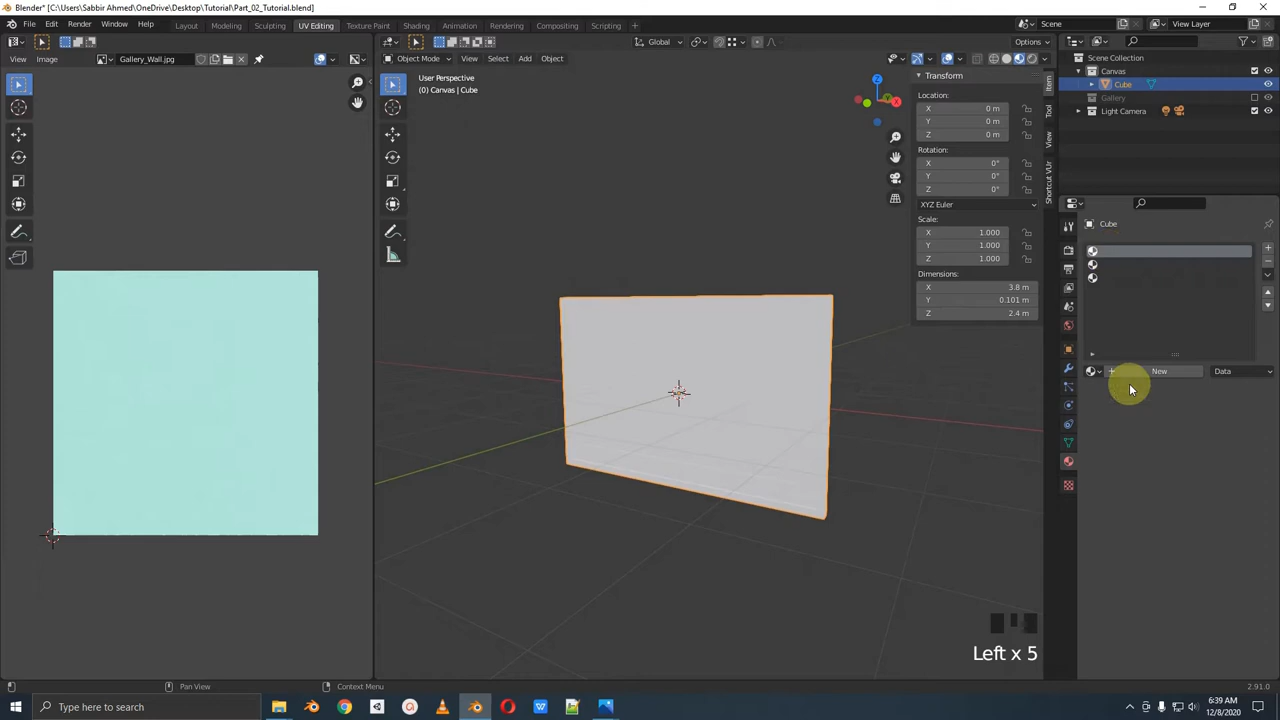 Blender* [C:\Users\Sabbir Ahmed\OneDrive\Desktop\Tutorial\Part_02_Tutorial.blend]
File Edit Render Window Help Layout Modeling Sculpting UV Editing Texture Paint Shading Animation Rendering Compositing Scripting Scene View Layer
Global Options
View Image Gallery_Wall.jpg Object Mode View Select Add Object
User Perspective
(0) Canvas | Cube
Z
X
Transform
Location:
X 0 m
Y 0 m
Z 0 m
Rotation:
X 0°
Y 0°
Z 0°
XYZ Euler
Scale:
X 1.000
Y 1.000
Z 1.000
Dimensions:
X 3.8 m
Y 0.101 m
Z 2.4 m
Item
Tool
View
Shortcut VUr
Scene Collection
Canvas
Cube
Gallery
Light Camera
Cube
New Data
Left x 5
Pan View Context Menu 2.91.0
Type here to search
6:39 AM
12/8/2020